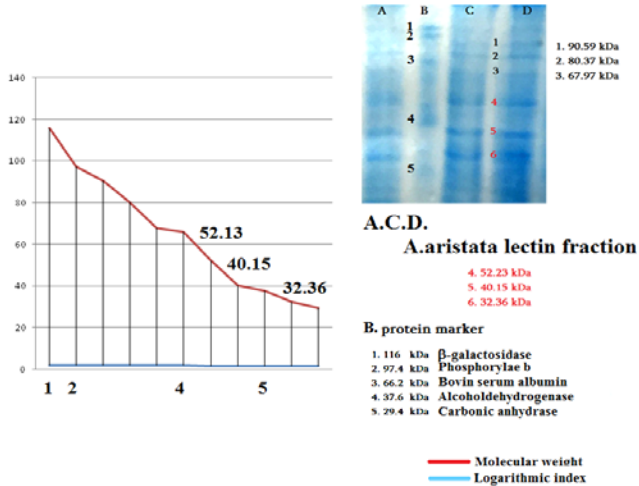 140
120
100
80
60
40
20
0
52.13
40.15
32.36
1 2 4 5
A B C D
1
2
3
4
5
1
2
3
4
5
6
1. 90.59 kDa
2. 80.37 kDa
3. 67.97 kDa
A.C.D.
A.aristata lectin fraction
4. 52.23 kDa
5. 40.15 kDa
6. 32.36 kDa
B. protein marker
1. 116 kDa β-galactosidase
2. 97.4 kDa Phosphorylae b
3. 66.2 kDa Bovin serum albumin
4. 37.6 kDa Alcoholdehydrogenase
5. 29.4 kDa Carbonic anhydrase
Molecular weight
Logarithmic index